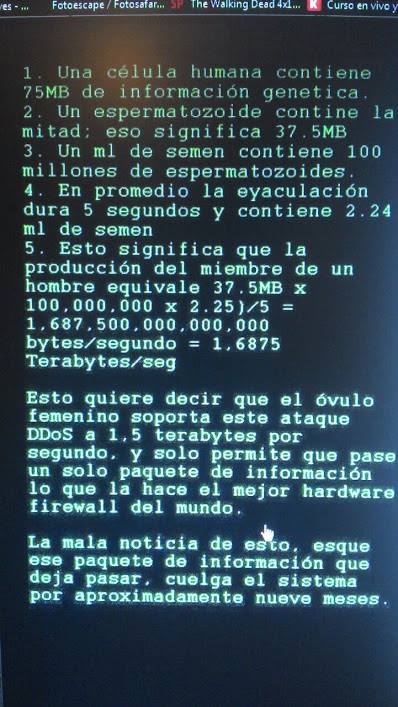 es - ...
Fotoescape / Fotosafar...
SP
The Walking Dead 4x1...
K
Curso en vivo y
1. Una célula humana contiene
75MB de información genetica.
2. Un espermatozoide contine la
mitad; eso significa 37.5MB
3. Un ml de semen contiene 100
millones de espermatozoides.
4. En promedio la eyaculación
dura 5 segundos y contiene 2.24
ml de semen
5. Esto significa que la
producción del miembre de un
hombre equivale 37.5MB x
100,000,000 x 2.25)/5 =
1,687,500,000,000,000
bytes/segundo = 1,6875
Terabytes/seg
Esto quiere decir que el óvulo
femenino soporta este ataque
DDoS a 1,5 terabytes por
segundo, y solo permite que pase
un solo paquete de información
lo que la hace el mejor hardware
firewall del mundo.
La mala noticia de esto, esque
ese paquete de información que
deja pasar, cuelga el sistema
por aproximadamente nueve meses.